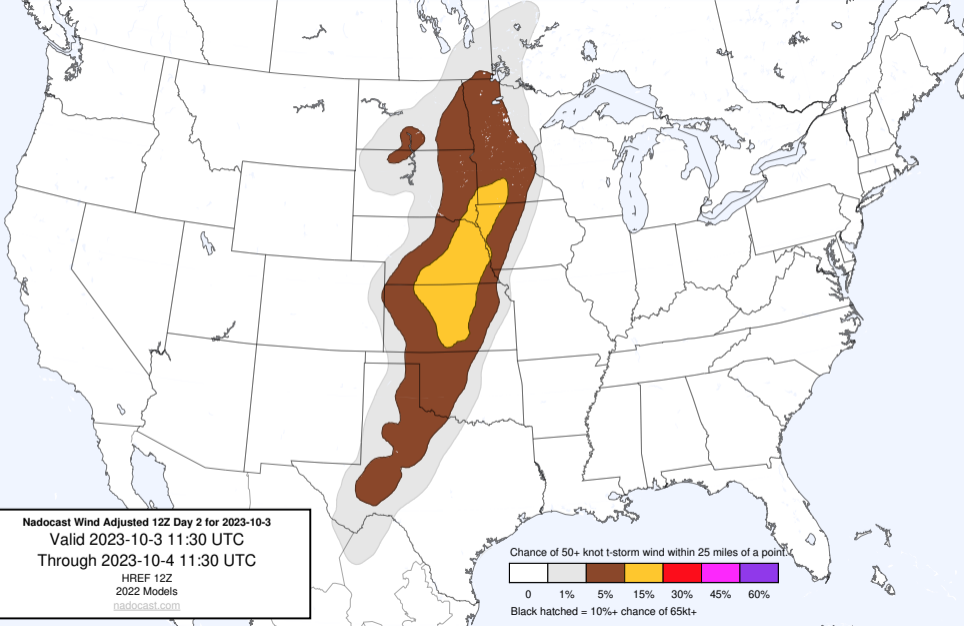 Nadocast Wind Adjusted 12Z Day 2 for 2023-10-3
Valid 2023-10-3 11:30 UTC
Through 2023-10-4 11:30 UTC
HREF 12Z
2022 Models
nadocast.com
Chance of 50+ knot t-storm wind within 25 miles of a point.
0 1% 5% 15% 30% 45% 60%
Black hatched = 10%+ chance of 65kt+